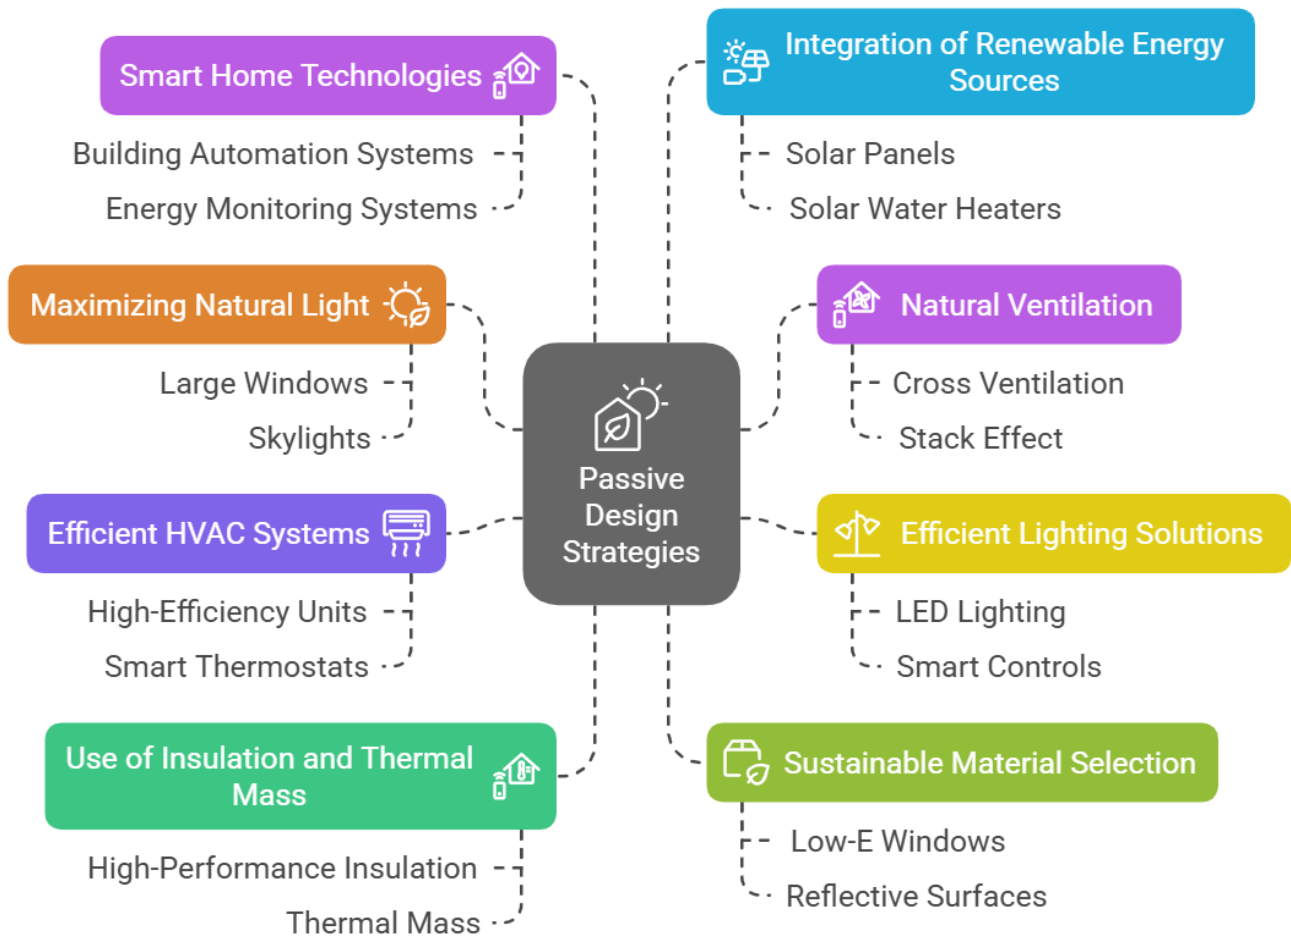 Smart Home Technologies
Building Automation Systems
Energy Monitoring Systems
Integration of Renewable Energy
Sources
Solar Panels
Solar Water Heaters
Maximizing Natural Light
Large Windows
Skylights
Natural Ventilation
Cross Ventilation
Stack Effect
Passive
Design
Strategies
Efficient HVAC Systems
High-Efficiency Units
Smart Thermostats
Efficient Lighting Solutions
LED Lighting
Smart Controls
Use of Insulation and Thermal
Mass
High-Performance Insulation
Thermal Mass
Sustainable Material Selection
Low-E Windows
Reflective Surfaces